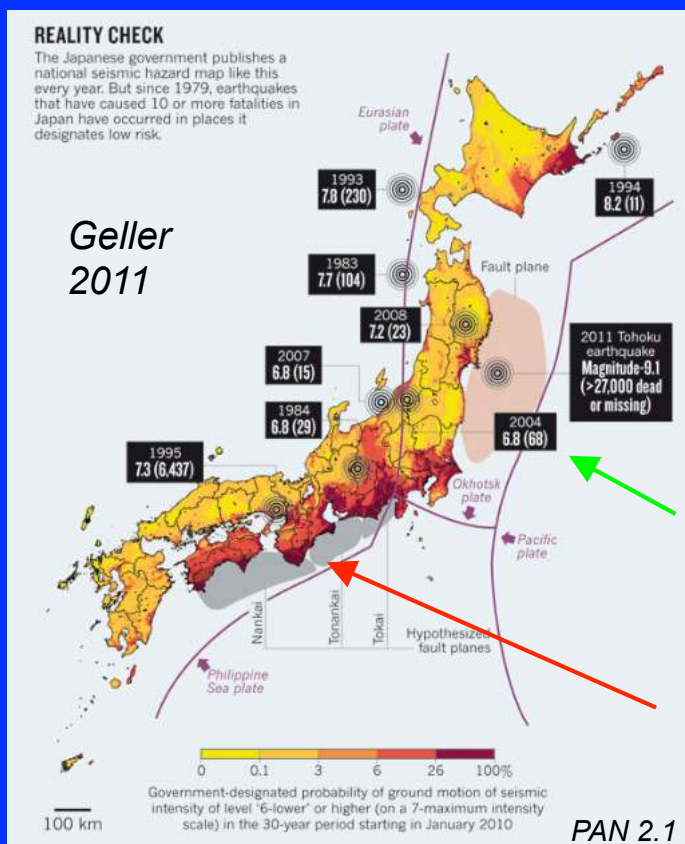 REALITY CHECK
The Japanese government publishes a
national seismic hazard map like this
every year. But since 1979, earthquakes
that have caused 10 or more fatalities in
Japan have occurred in places it
designates low risk.
Geller
2011
Eurasian
plate
1993
7.8 (230)
1994
8.2 (11)
1983
7.7 (104)
Fault plane
2008
7.2 (23)
2011 Tohoku
earthquake
Magnitude-9.1
(>27,000 dead
or missing)
2007
6.8 (15)
1984
6.8 (29)
2004
6.8 (68)
1995
7.3 (6,437)
Okhotsk
plate
Pacific
plate
Nankai
Tonankai
Tokai
Hypothesized
fault planes
Philippine
Sea plate
0 0.1 3 6 26 100%
Government-designated probability of ground motion of seismic
intensity of level ‘6-lower’ or higher (on a 7-maximum intensity
scale) in the 30-year period starting in January 2010
100 km
PAN 2.1